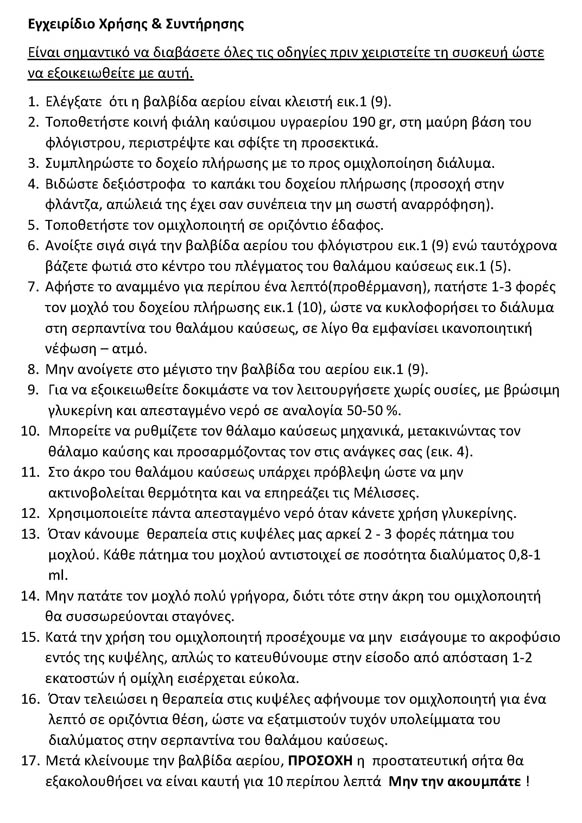 Εγχειρίδιο Χρήσης & Συντήρησης
Είναι σημαντικό να διαβάσετε όλες τις οδηγίες πριν χειριστείτε τη συσκευή ώστε
να εξοικειωθείτε με αυτή.
1. Ελέγξατε ότι η βαλβίδα αερίου είναι κλειστή εικ.1 (9).
2. Τοποθετήστε κοινή φιάλη καύσιμου υγραερίου 190 gr, στη μαύρη βάση του
φλόγιστρου, περιστρέψτε και σφίξτε τη προσεκτικά.
3. Συμπληρώστε το δοχείο πλήρωσης με το προς ομιχλοποίηση διάλυμα.
4. Βιδώστε δεξιόστροφα το καπάκι του δοχείου πλήρωσης (προσοχή στην
φλάντζα, απώλειά της έχει σαν συνέπεια την μη σωστή αναρρόφηση).
5. Τοποθετήστε τον ομιχλοποιητή σε οριζόντιο έδαφος.
6. Ανοίξτε σιγά σιγά την βαλβίδα αερίου του φλόγιστρου εικ.1 (9) ενώ ταυτόχρονα
βάζετε φωτιά στο κέντρο του πλέγματος του θαλάμου καύσεως εικ.1 (5).
7. Αφήστε το αναμμένο για περίπου ένα λεπτό(προθέρμανση), πατήστε 1-3 φορές
τον μοχλό του δοχείου πλήρωσης εικ.1 (10), ώστε να κυκλοφορήσει το διάλυμα
στη σερπαντίνα του θαλάμου καύσεως, σε λίγο θα εμφανίσει ικανοποιητική
νέφωση – ατμό.
8. Μην ανοίγετε στο μέγιστο την βαλβίδα του αερίου εικ.1 (9).
9. Για να εξοικειωθείτε δοκιμάστε να τον λειτουργήσετε χωρίς ουσίες, με βρώσιμη
γλυκερίνη και απεσταγμένο νερό σε αναλογία 50-50 %.
10. Μπορείτε να ρυθμίζετε τον θάλαμο καύσεως μηχανικά, μετακινώντας τον
θάλαμο καύσης και προσαρμόζοντας τον στις ανάγκες σας (εικ. 4).
11. Στο άκρο του θαλάμου καύσεως υπάρχει πρόβλεψη ώστε να μην
ακτινοβολείται θερμότητα και να επηρεάζει τις Μέλισσες.
12. Χρησιμοποιείτε πάντα απεσταγμένο νερό όταν κάνετε χρήση γλυκερίνης.
13. Όταν κάνουμε θεραπεία στις κυψέλες μας αρκεί 2 - 3 φορές πάτημα του
μοχλού. Κάθε πάτημα του μοχλού αντιστοιχεί σε ποσότητα διαλύματος 0,8-1
ml.
14. Μην πατάτε τον μοχλό πολύ γρήγορα, διότι τότε στην άκρη του ομιχλοποιητή
θα συσσωρεύονται σταγόνες.
15. Κατά την χρήση του ομιχλοποιητή προσέχουμε να μην εισάγουμε το ακροφύσιο
εντός της κυψέλης, απλώς το κατευθύνουμε στην είσοδο από απόσταση 1-2
εκατοστών ή ομίχλη εισέρχεται εύκολα.
16. Όταν τελειώσει η θεραπεία στις κυψέλες αφήνουμε τον ομιχλοποιητή για ένα
λεπτό σε οριζόντια θέση, ώστε να εξατμιστούν τυχόν υπολείμματα του
διαλύματος στην σερπαντίνα του θαλάμου καύσεως.
17. Μετά κλείνουμε την βαλβίδα αερίου, ΠΡΟΣΟΧΗ η προστατευτική σήτα θα
εξακολουθήσει να είναι καυτή για 10 περίπου λεπτά Μην την ακουμπάτε !